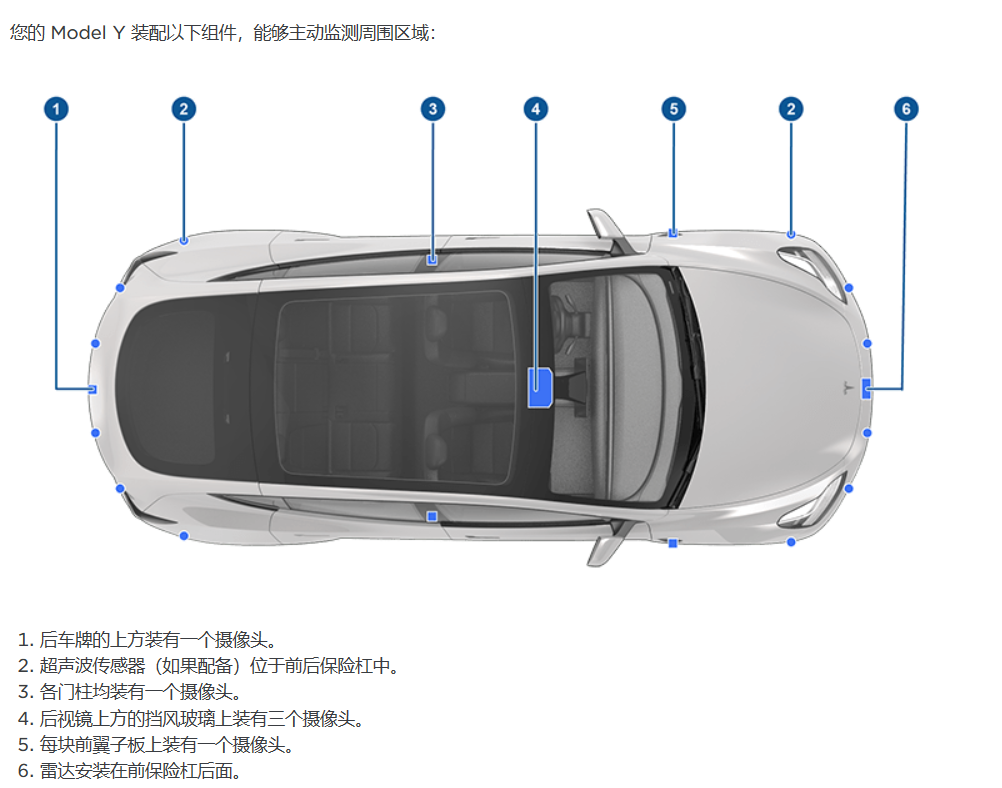 您的 Model Y 装配以下组件，能够主动监测周围区域：
1 2 3 4 5 2 6
1. 后车牌的上方装有一个摄像头。
2. 超声波传感器（如果配备）位于前后保险杠中。
3. 各门柱均装有一个摄像头。
4. 后视镜上方的挡风玻璃上装有三个摄像头。
5. 每块前翼子板上装有一个摄像头。
6. 雷达安装在前保险杠后面。